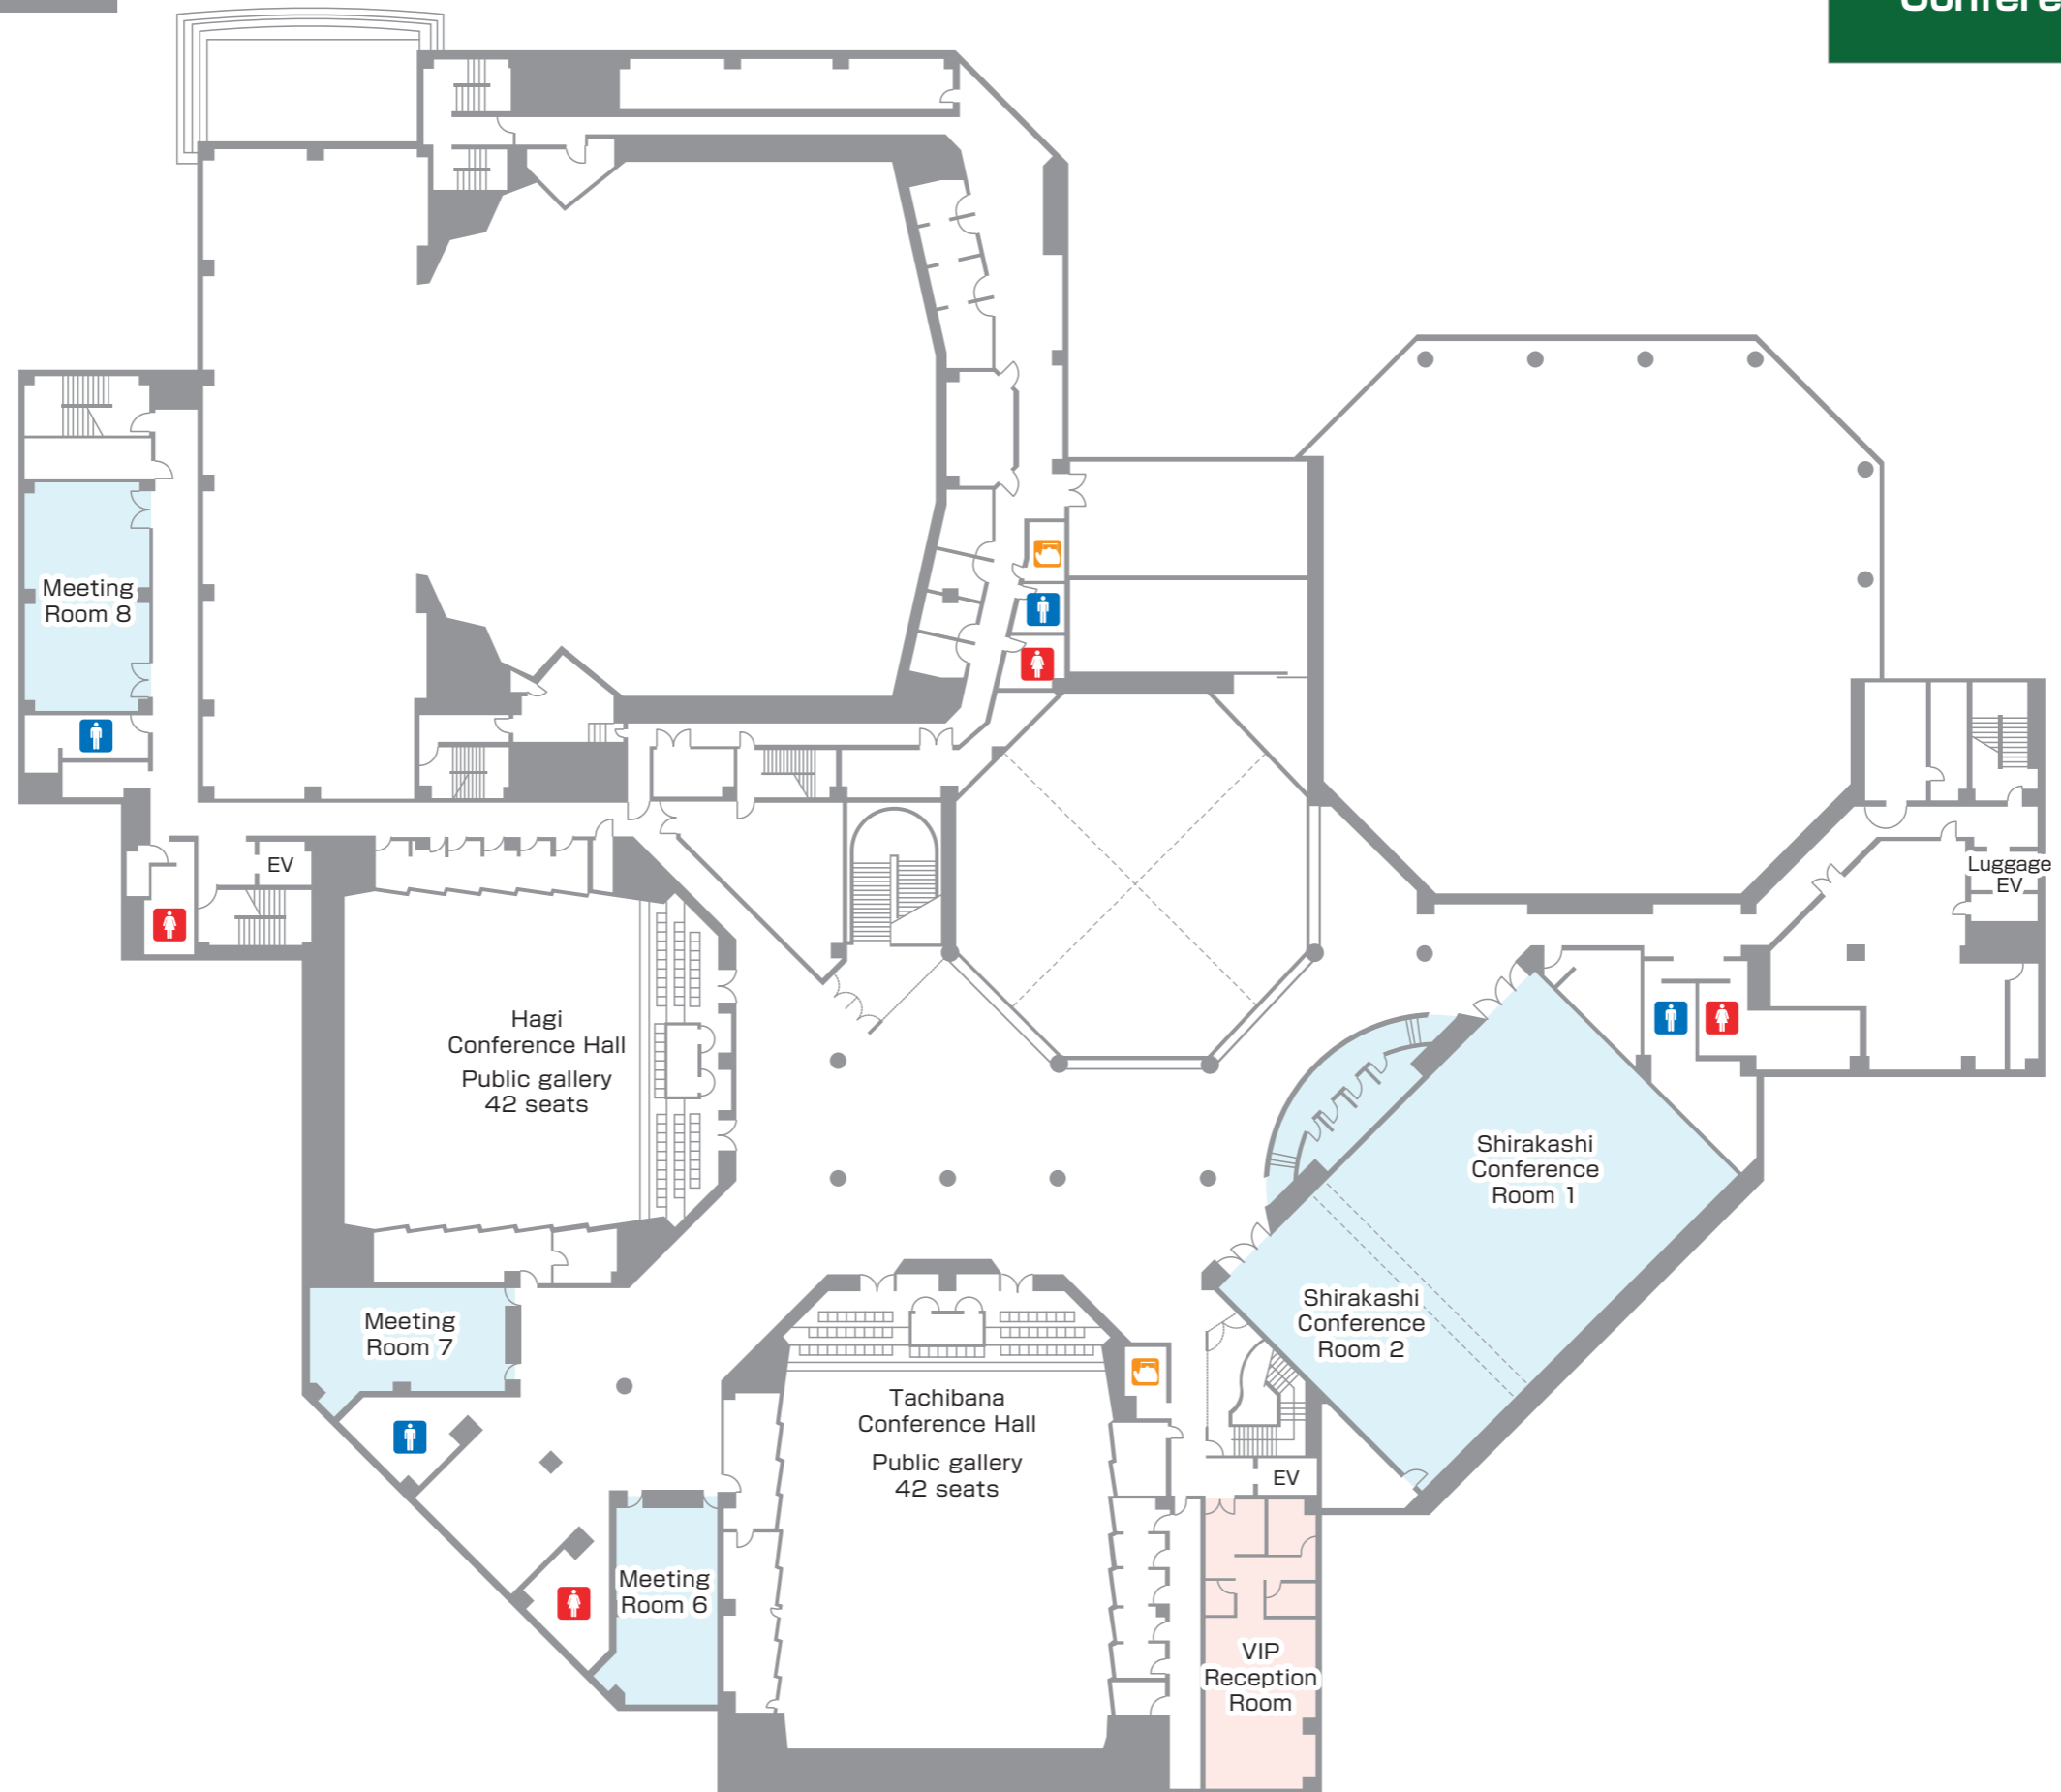 Meeting
Room 8
EV
Luggage
EV
Hagi
Conference Hall
Public gallery
42 seats
Shirakashi
Conference
Room 1
Shirakashi
Conference
Room 2
Meeting
Room 7
Tachibana
Conference Hall
Public gallery
42 seats
EV
Meeting
Room 6
VIP
Reception
Room